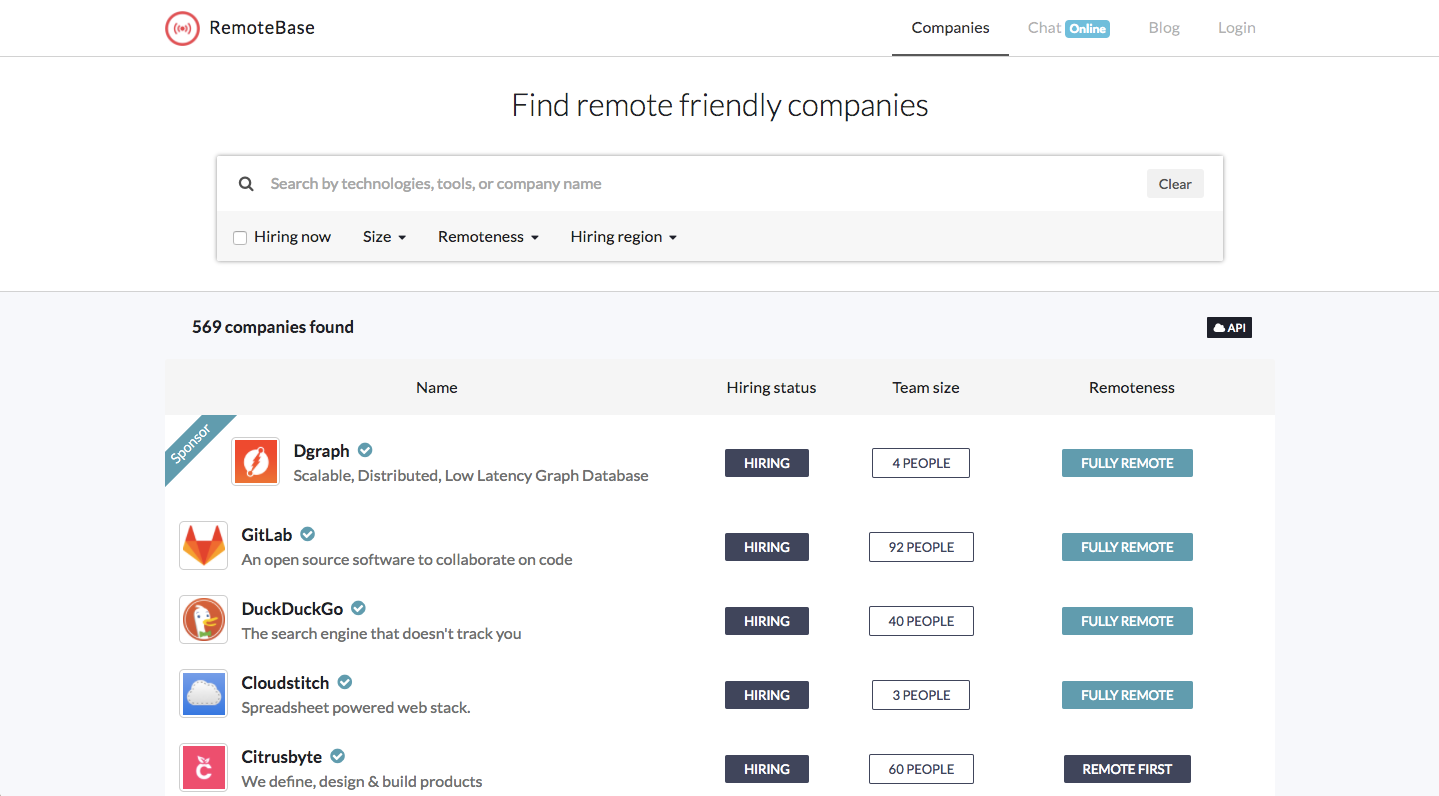 RemoteBase
Companies
Chat Online
Blog
Login
Find remote friendly companies
Search by technologies, tools, or company name
Clear
Hiring now
Size
Remoteness
Hiring region
569 companies found
API
Name
Hiring status
Team size
Remoteness
Sponsor
Dgraph
Scalable, Distributed, Low Latency Graph Database
HIRING
4 PEOPLE
FULLY REMOTE
GitLab
An open source software to collaborate on code
HIRING
92 PEOPLE
FULLY REMOTE
DuckDuckGo
The search engine that doesn't track you
HIRING
40 PEOPLE
FULLY REMOTE
Cloudstitch
Spreadsheet powered web stack.
HIRING
3 PEOPLE
FULLY REMOTE
Citrusbyte
We define, design & build products
HIRING
60 PEOPLE
REMOTE FIRST